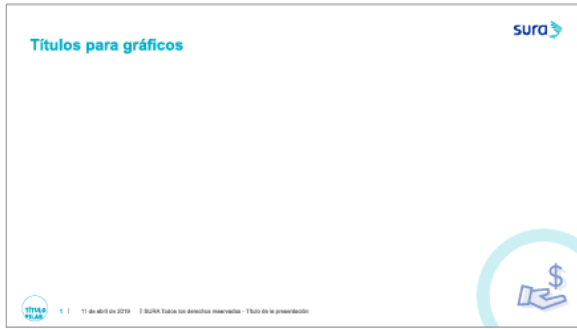 sura
Títulos para gráficos
$
TÍTULO
PILAR
1 | 11 de abril de 2019 | SURA Todos los derechos reservados - Título de la presentación